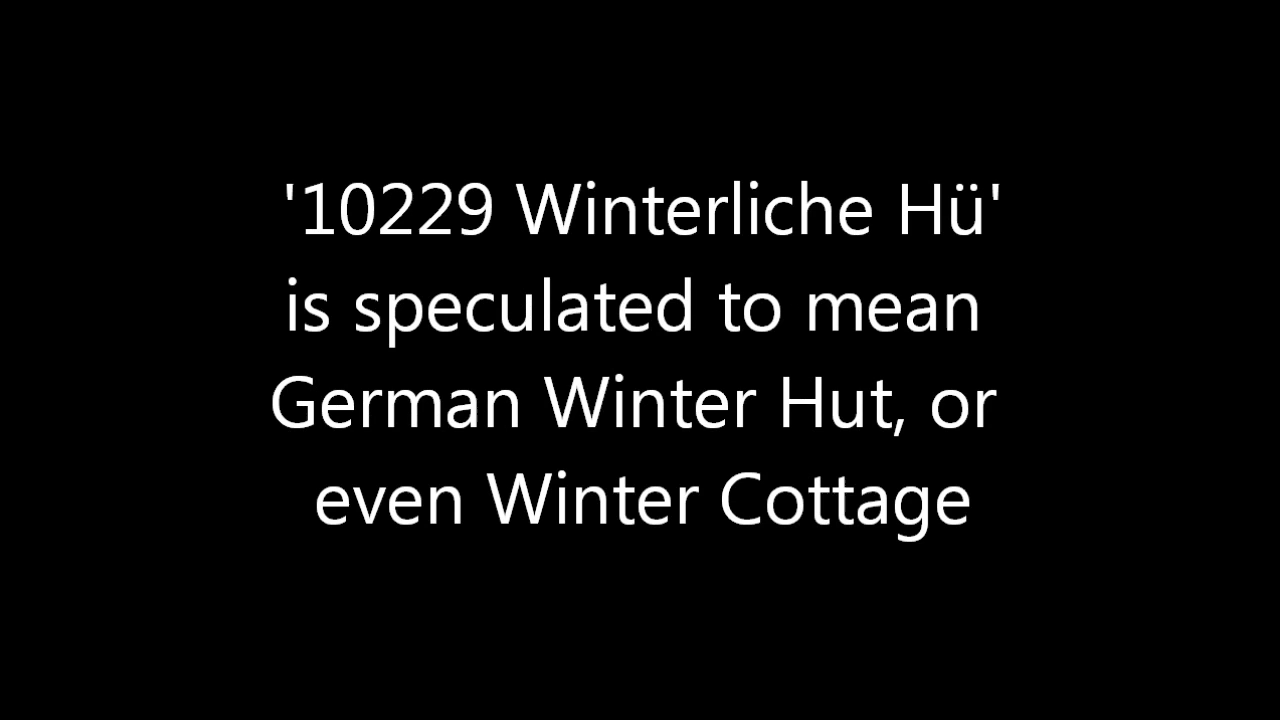 '10229 Winterliche Hü'
is speculated to mean
German Winter Hut, or
even Winter Cottage